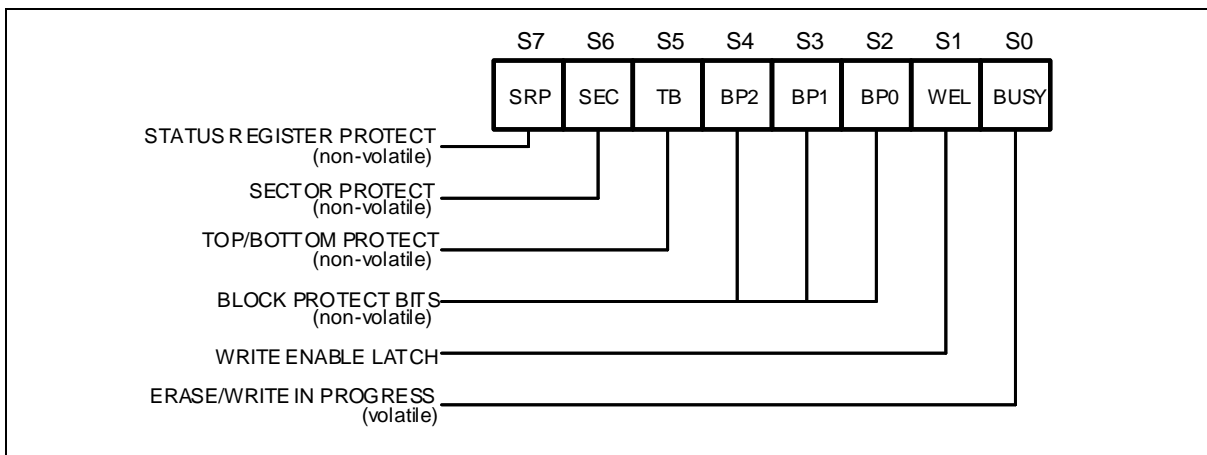 S7 S6 S5 S4 S3 S2 S1 S0
SRP SEC TB BP2 BP1 BP0 WEL BUSY
STATUS REGISTER PROTECT
(non-volatile)
SECTOR PROTECT
(non-volatile)
TOP/BOTTOM PROTECT
(non-volatile)
BLOCK PROTECT BITS
(non-volatile)
WRITE ENABLE LATCH
ERASE/WRITE IN PROGRESS
(volatile)